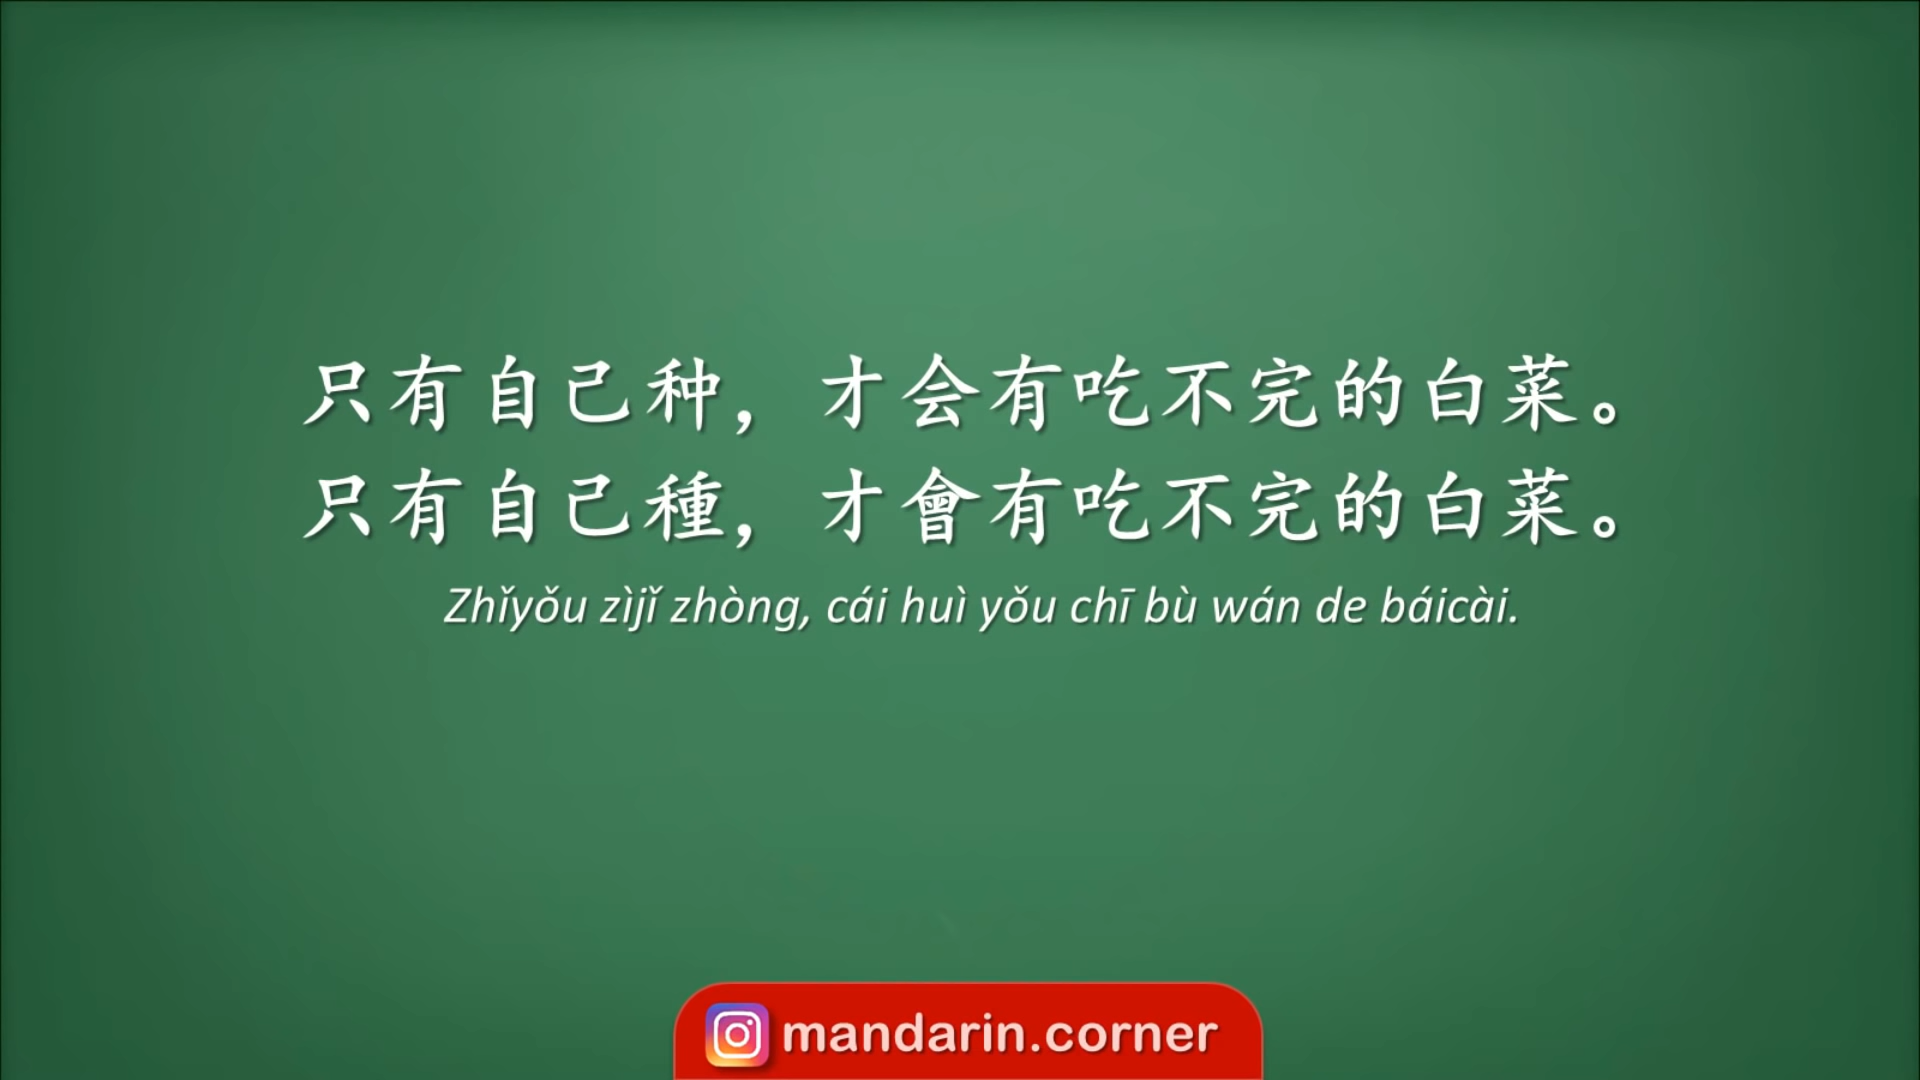 只有自己种，才会有吃不完的白菜。
只有自己種，才會有吃不完的白菜。
Zhǐyǒu zìjǐ zhòng, cái huì yǒu chī bù wán de báicài.
mandarin.corner